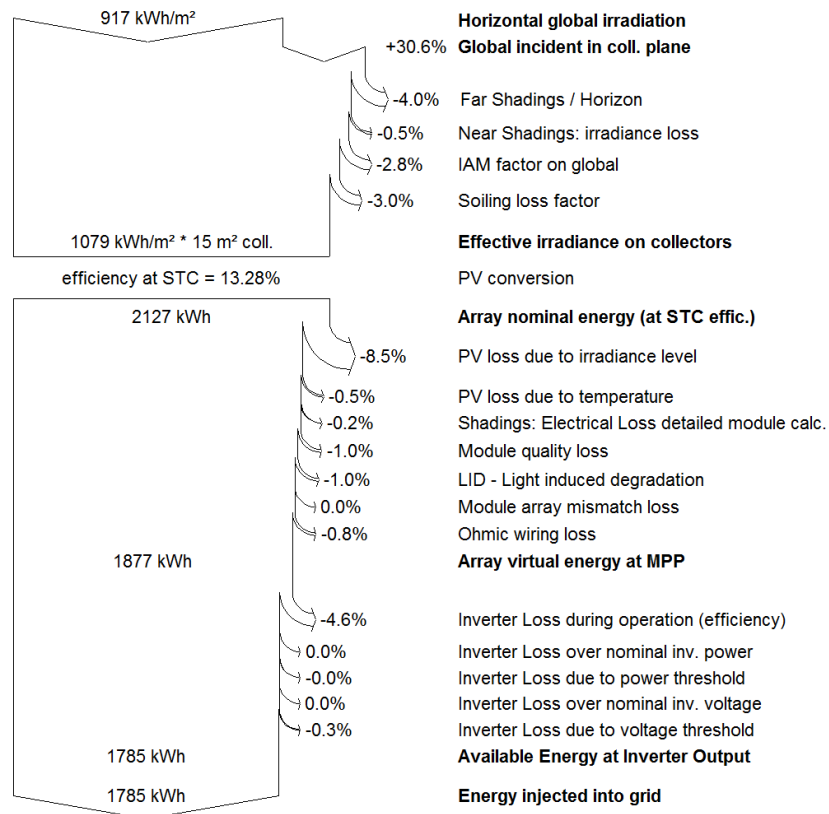 917 kWh/m² Horizontal global irradiation
+30.6% Global incident in coll. plane
-4.0% Far Shadings / Horizon
-0.5% Near Shadings: irradiance loss
-2.8% IAM factor on global
-3.0% Soiling loss factor
1079 kWh/m² * 15 m² coll. Effective irradiance on collectors
efficiency at STC = 13.28% PV conversion
2127 kWh Array nominal energy (at STC effic.)
-8.5% PV loss due to irradiance level
-0.5% PV loss due to temperature
-0.2% Shadings: Electrical Loss detailed module calc.
-1.0% Module quality loss
-1.0% LID - Light induced degradation
0.0% Module array mismatch loss
-0.8% Ohmic wiring loss
1877 kWh Array virtual energy at MPP
-4.6% Inverter Loss during operation (efficiency)
0.0% Inverter Loss over nominal inv. power
-0.0% Inverter Loss due to power threshold
0.0% Inverter Loss over nominal inv. voltage
-0.3% Inverter Loss due to voltage threshold
1785 kWh Available Energy at Inverter Output
1785 kWh Energy injected into grid